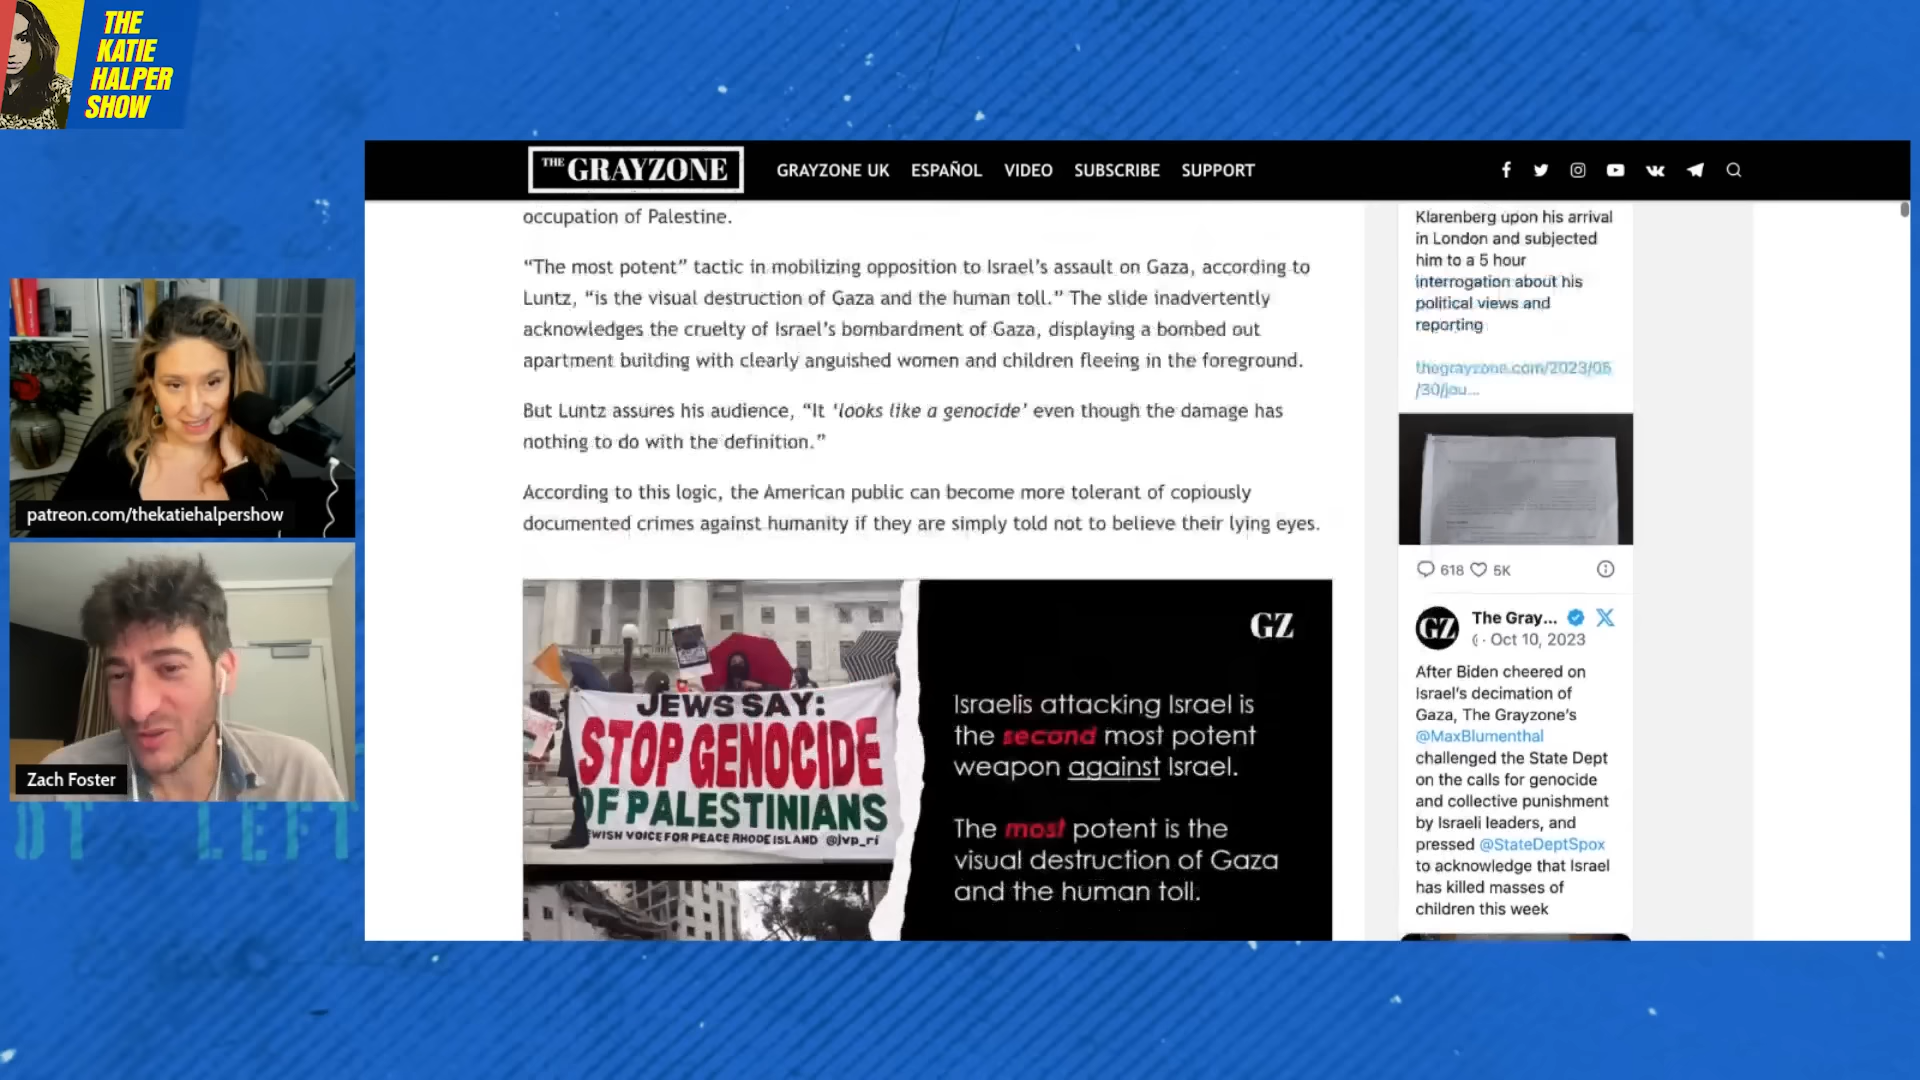 THE
KATIE
HALPER
SHOW
THE GRAYZONE
GRAYZONE UK ESPAÑOL VIDEO SUBSCRIBE SUPPORT
occupation of Palestine.
“The most potent” tactic in mobilizing opposition to Israel’s assault on Gaza, according to
Luntz, “is the visual destruction of Gaza and the human toll.” The slide inadvertently
acknowledges the cruelty of Israel’s bombardment of Gaza, displaying a bombed out
apartment building with clearly anguished women and children fleeing in the foreground.
But Luntz assures his audience, “It ‘looks like a genocide’ even though the damage has
nothing to do with the definition.”
According to this logic, the American public can become more tolerant of copiously
documented crimes against humanity if they are simply told not to believe their lying eyes.
JEWS SAY:
STOP GENOCIDE
OF PALESTINIANS
EWISH VOICE FOR PEACE RHODE ISLAND @jvp_ri
GZ
Israelis attacking Israel is
the second most potent
weapon against Israel.
The most potent is the
visual destruction of Gaza
and the human toll.
Klarenberg upon his arrival
in London and subjected
him to a 5 hour
interrogation about his
political views and
reporting
thegrayzone.com/2023/05
/30/jou...
618 5K
GZ
The Gray...
· Oct 10, 2023
After Biden cheered on
Israel’s decimation of
Gaza, The Grayzone’s
@MaxBlumenthal
challenged the State Dept
on the calls for genocide
and collective punishment
by Israeli leaders, and
pressed @StateDeptSpox
to acknowledge that Israel
has killed masses of
children this week
patreon.com/thekatiehalpershow
Zach Foster
LEFT